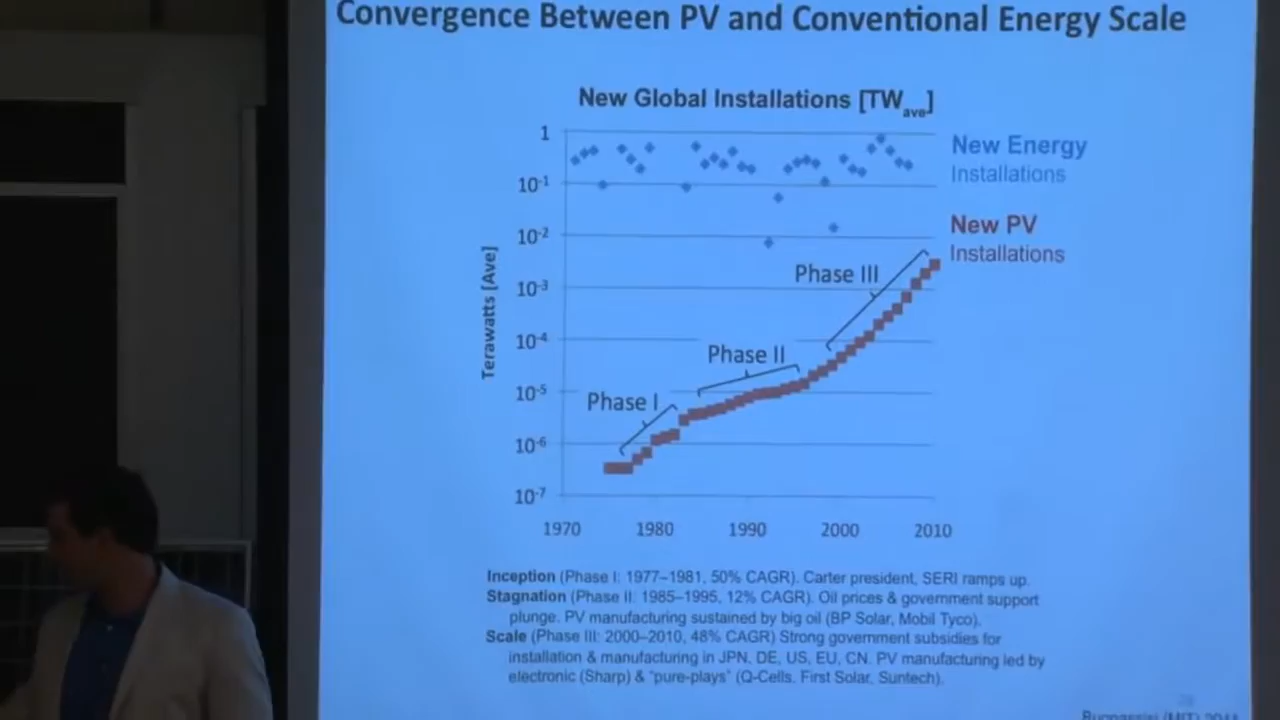 Convergence Between PV and Conventional Energy Scale
New Global Installations [TWave]
1
10-1
10-2
10-3
10-4
10-5
10-6
10-7
Terawatts [Ave]
1970 1980 1990 2000 2010
New Energy
Installations
New PV
Installations
Phase III
Phase II
Phase I
Inception (Phase I: 1977–1981, 50% CAGR). Carter president, SERI ramps up.
Stagnation (Phase II: 1985–1995, 12% CAGR). Oil prices & government support
plunge. PV manufacturing sustained by big oil (BP Solar, Mobil Tyco).
Scale (Phase III: 2000–2010, 48% CAGR) Strong government subsidies for
installation & manufacturing in JPN, DE, US, EU, CN. PV manufacturing led by
electronic (Sharp) & “pure-plays” (Q-Cells, First Solar, Suntech).
(MIT)